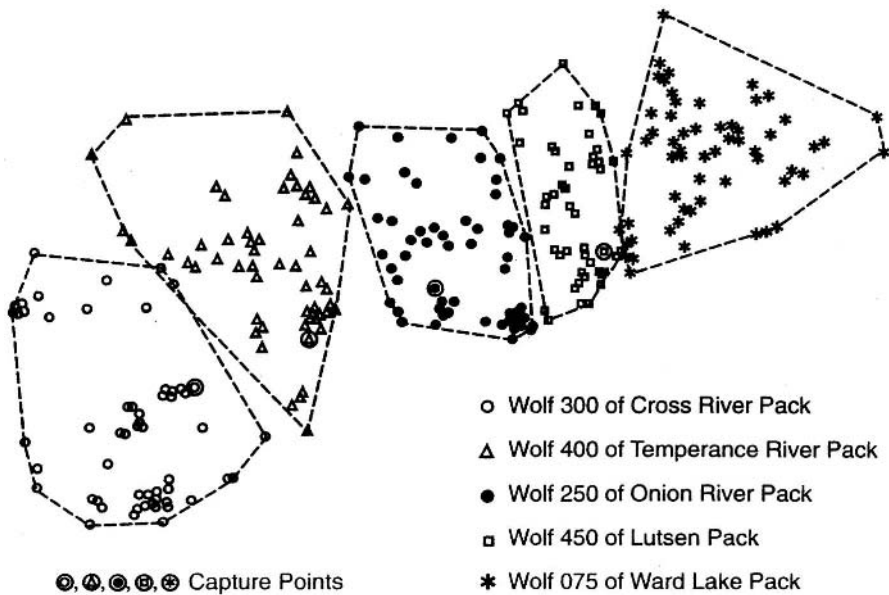 Wolf 300 of Cross River Pack
Wolf 400 of Temperance River Pack
Wolf 250 of Onion River Pack
Wolf 450 of Lutsen Pack
Wolf 075 of Ward Lake Pack
Capture Points